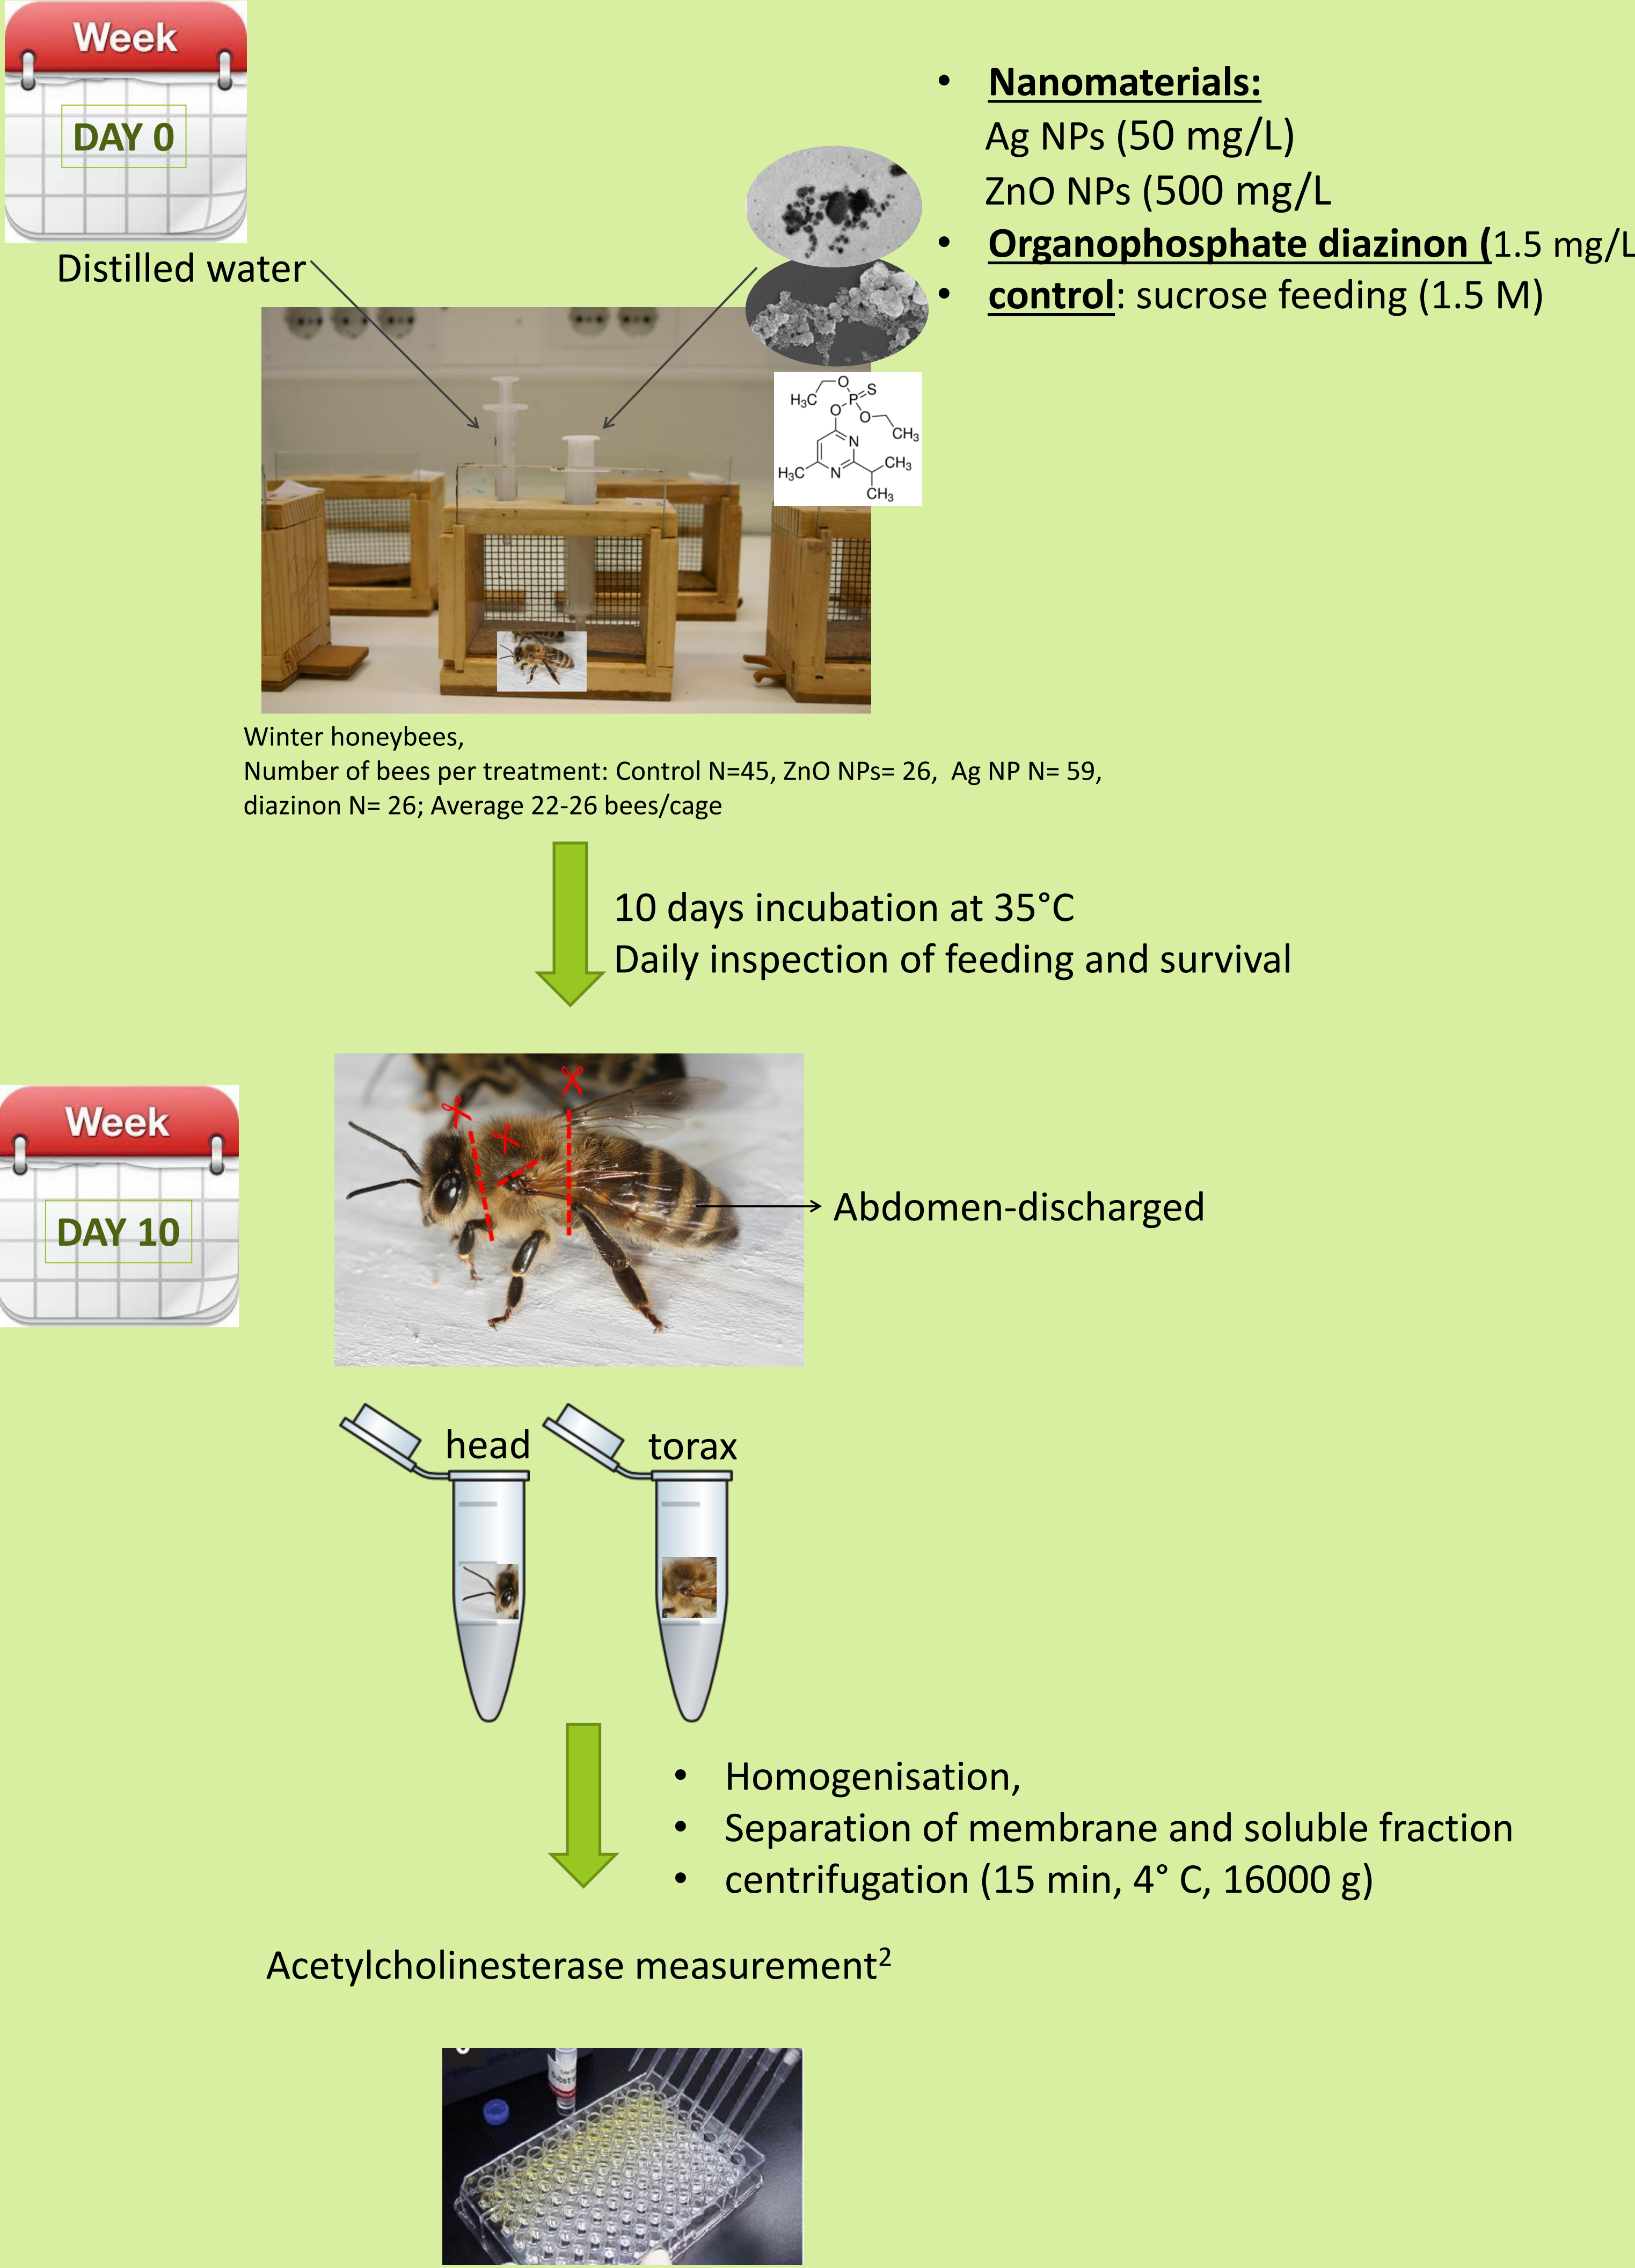 Week
DAY 0
Distilled water
• Nanomaterials:
Ag NPs (50 mg/L)
ZnO NPs (500 mg/L
• Organophosphate diazinon (1.5 mg/L
• control: sucrose feeding (1.5 M)
H₃C O P S
O O CH₃
N
H₃C N CH₃
CH₃
Winter honeybees,
Number of bees per treatment: Control N=45, ZnO NPs= 26, Ag NP N= 59,
diazinon N= 26; Average 22-26 bees/cage
10 days incubation at 35°C
Daily inspection of feeding and survival
Week
DAY 10
Abdomen-discharged
head
torax
• Homogenisation,
• Separation of membrane and soluble fraction
• centrifugation (15 min, 4° C, 16000 g)
Acetylcholinesterase measurement²